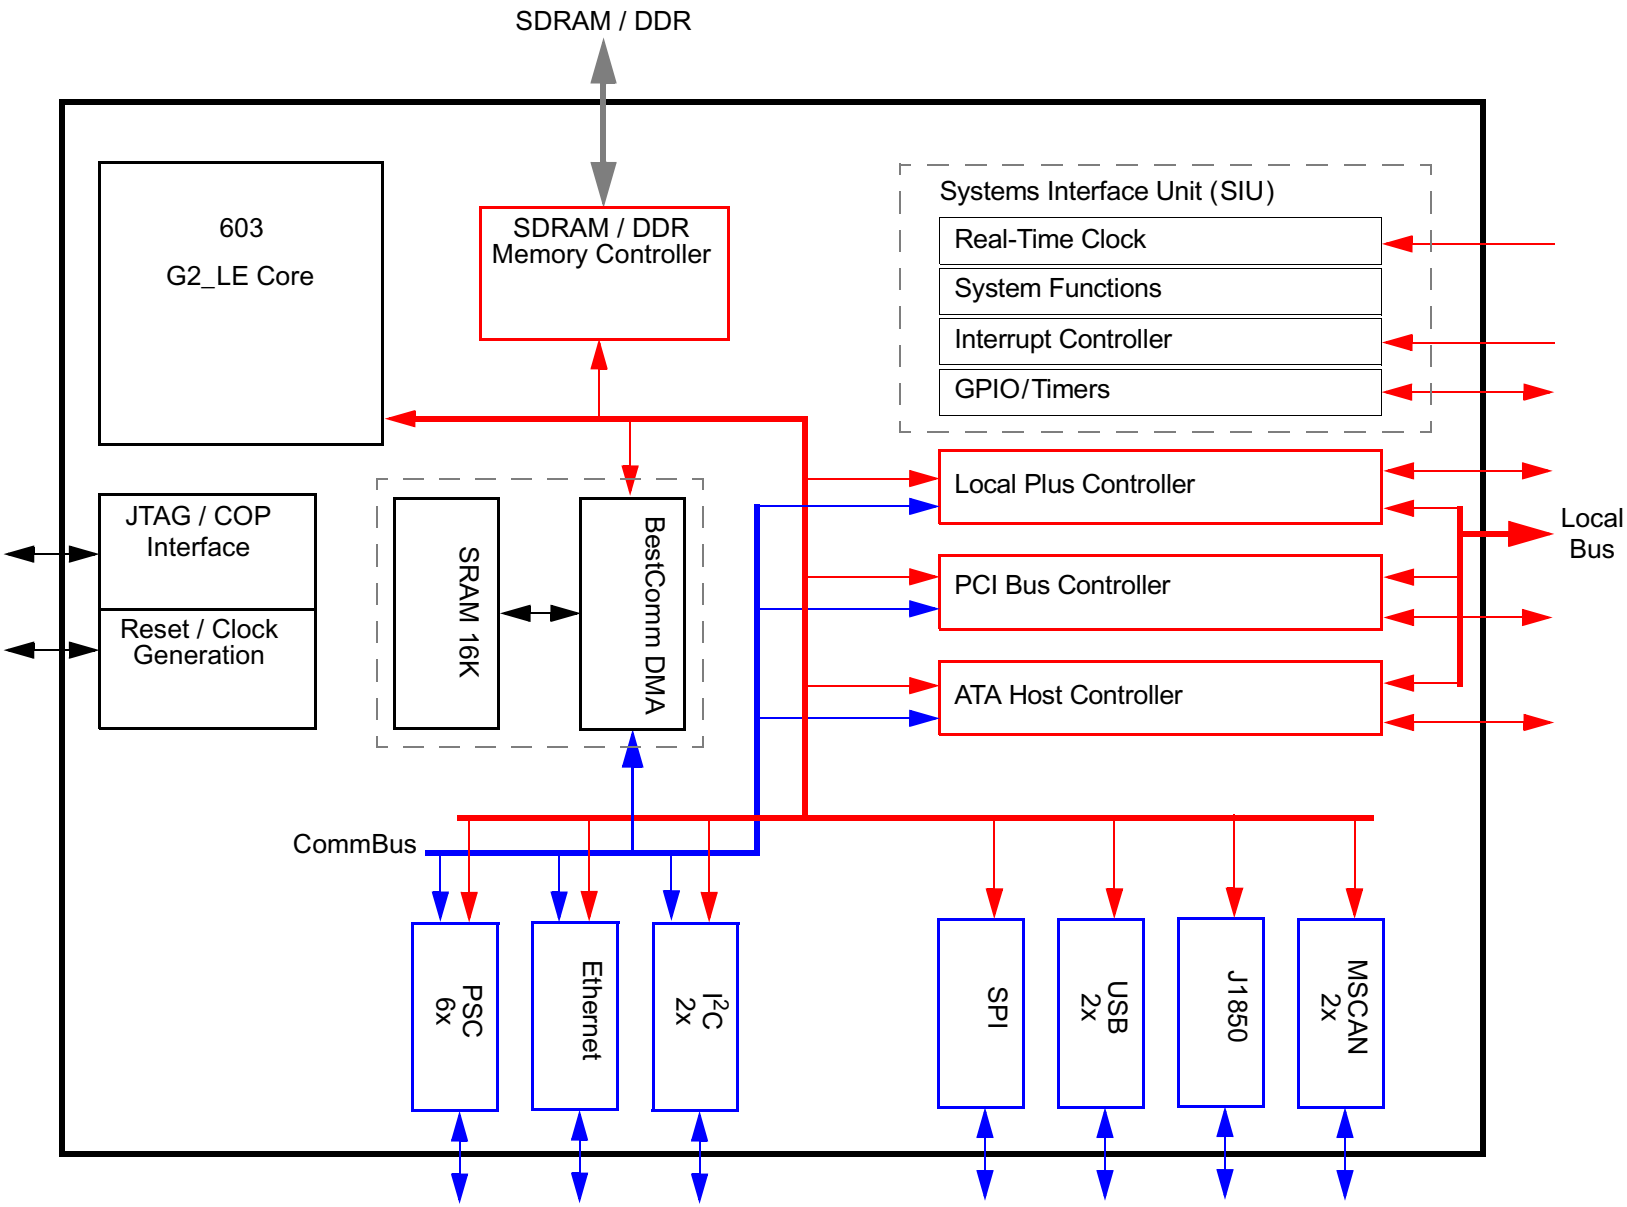 SDRAM / DDR
603
G2_LE Core
SDRAM / DDR
Memory Controller
Systems Interface Unit (SIU)
Real-Time Clock
System Functions
Interrupt Controller
GPIO/Timers
Local Plus Controller
PCI Bus Controller
ATA Host Controller
Local
Bus
JTAG / COP
Interface
Reset / Clock
Generation
SRAM 16K
BestComm DMA
CommBus
PSC
6x
Ethernet
I²C
2x
SPI
USB
2x
J1850
MSCAN
2x